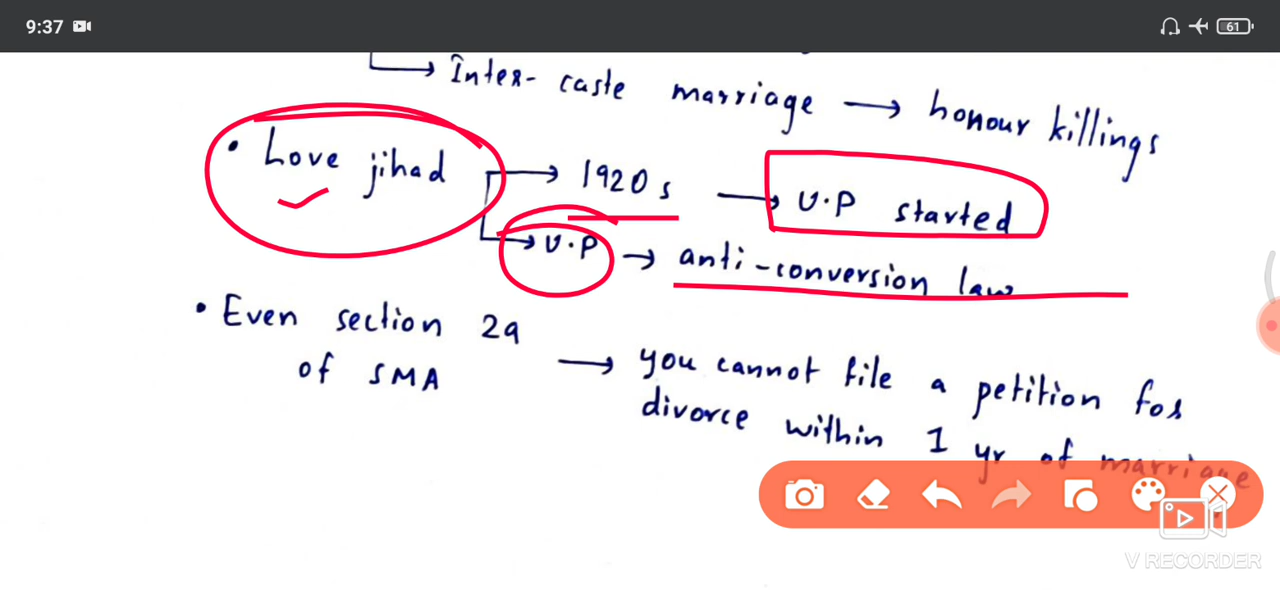 9:37
61
Inter-caste marriage → honour killings
• Love jihad → 1920s → U.P started
→ U.P → anti-conversion law
• Even section 29 of SMA → you cannot file a petition for
divorce within 1 yr of marriage
V RECORDER